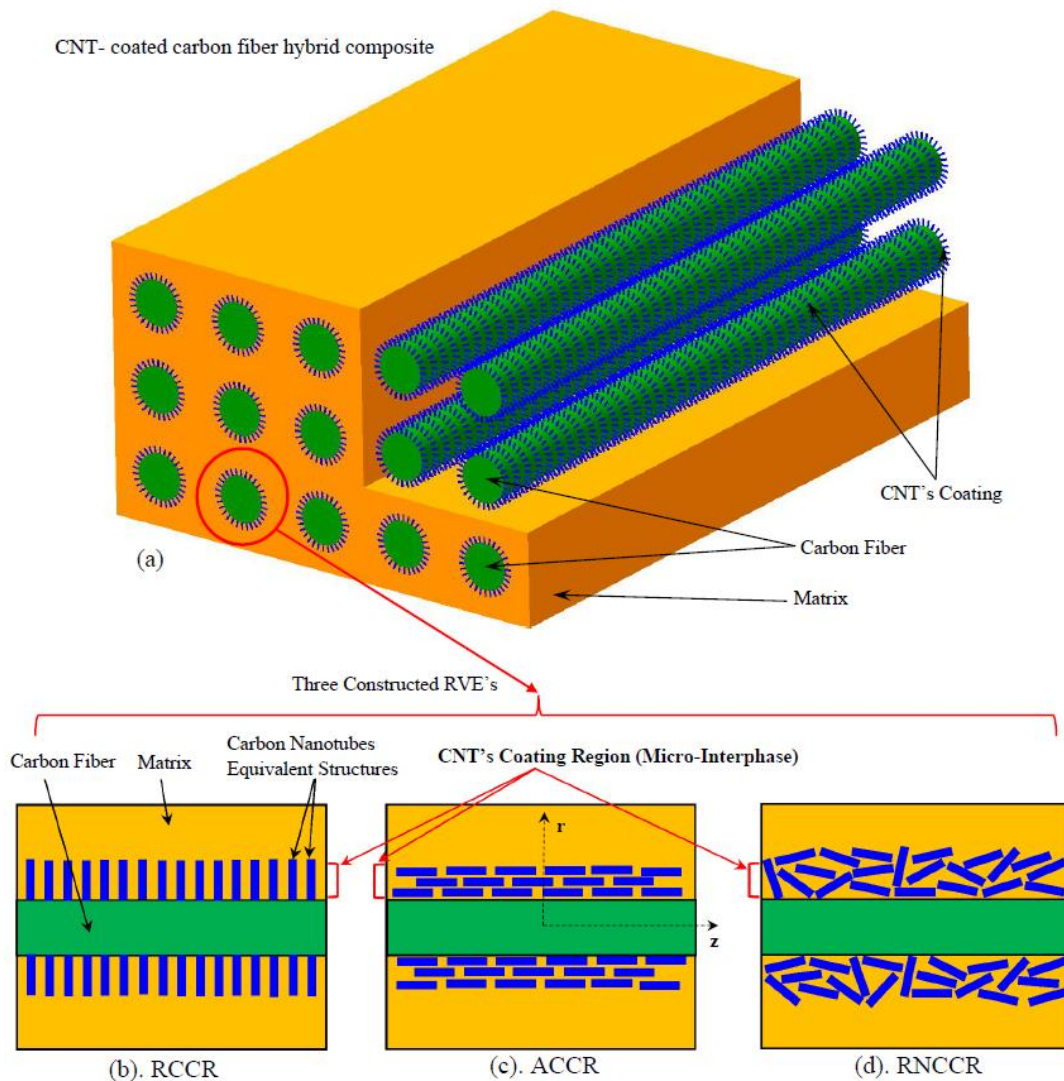 CNT- coated carbon fiber hybrid composite
CNT's Coating
(a)
Carbon Fiber
Matrix
Three Constructed RVE's
Carbon Fiber
Matrix
Carbon Nanotubes
Equivalent Structures
CNT's Coating Region (Micro-Interphase)
r
z
(b). RCCR
(c). ACCR
(d). RNCCR